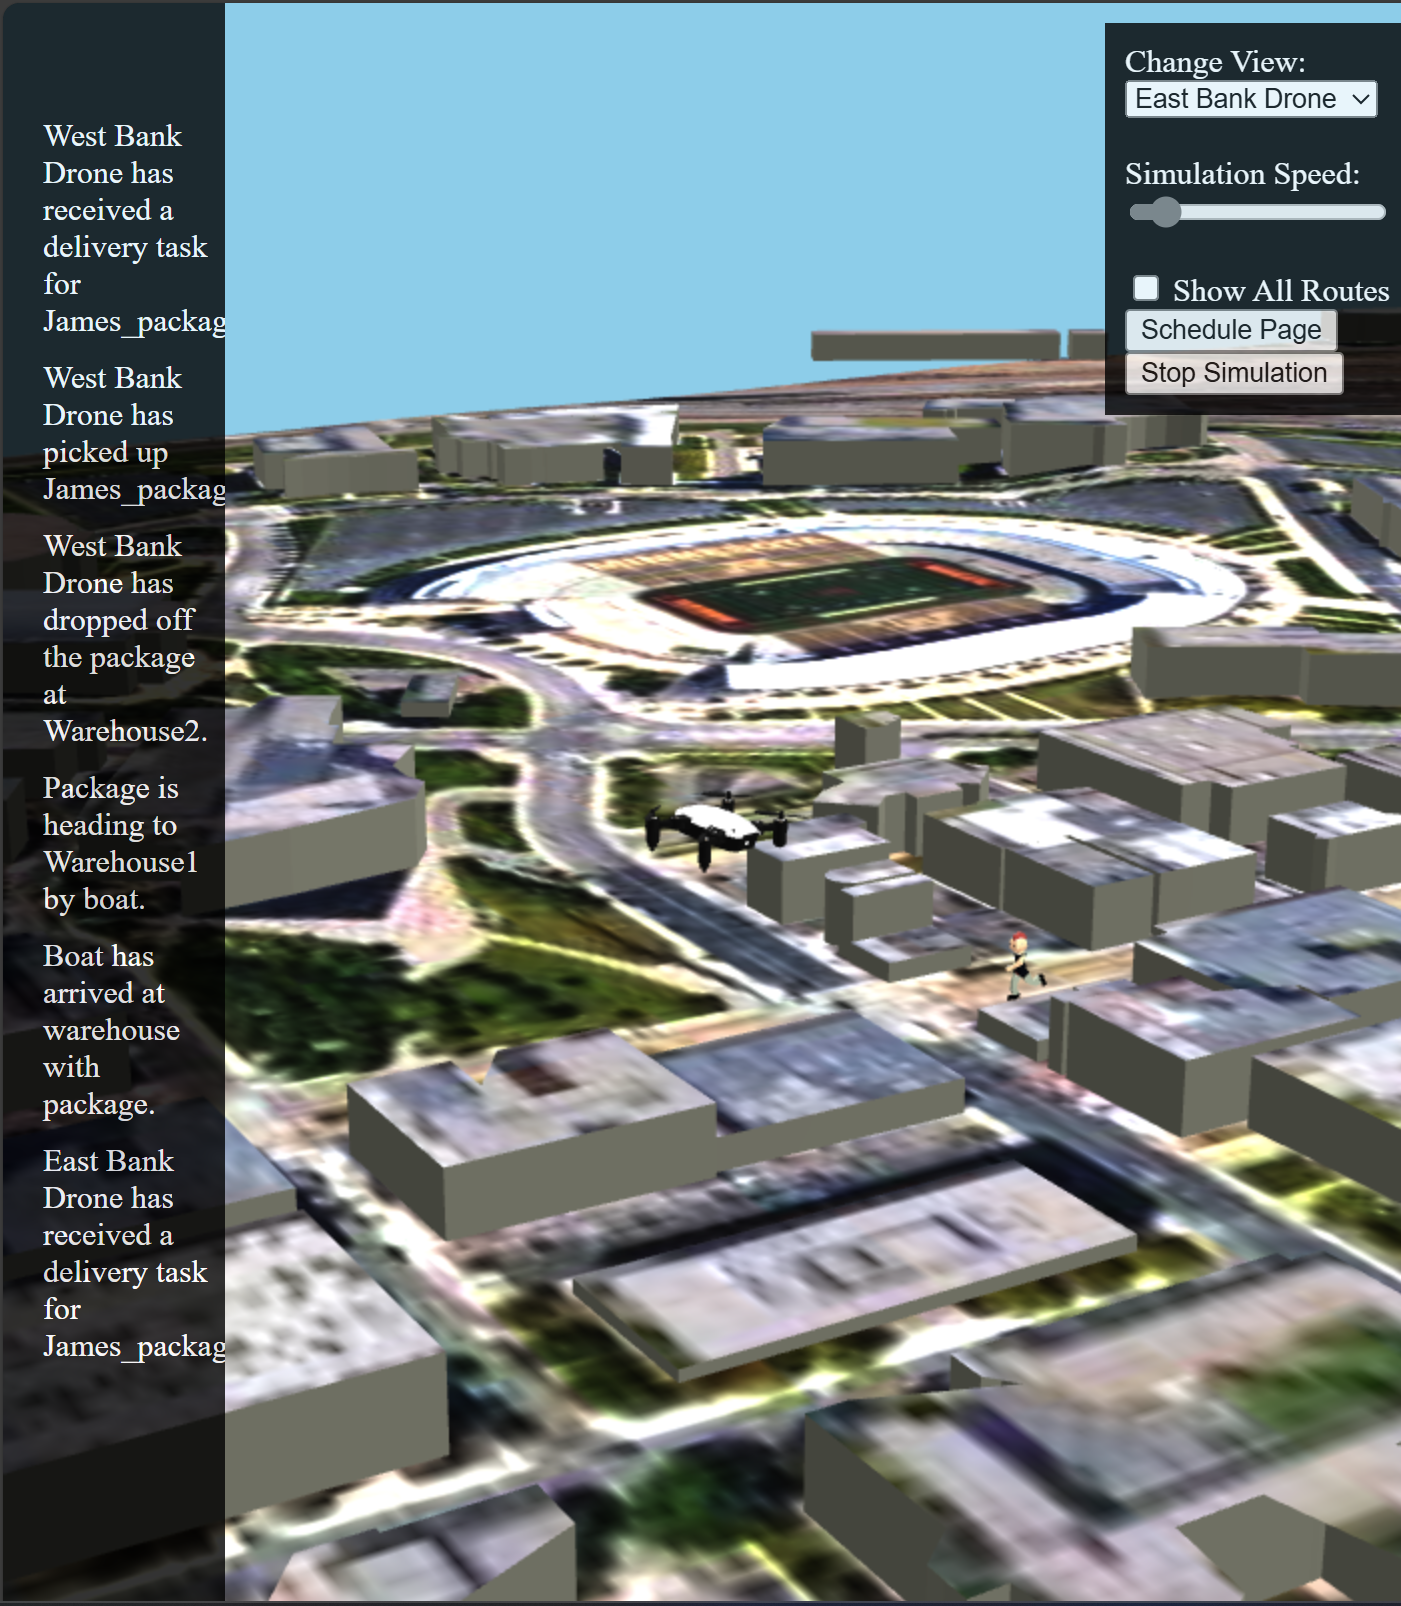 West Bank
Drone has
received a
delivery task
for
James_packag
West Bank
Drone has
picked up
James_packag
West Bank
Drone has
dropped off
the package
at
Warehouse2.
Package is
heading to
Warehouse1
by boat.
Boat has
arrived at
warehouse
with
package.
East Bank
Drone has
received a
delivery task
for
James_packag
Change View:
East Bank Drone
Simulation Speed:
Show All Routes
Schedule Page
Stop Simulation